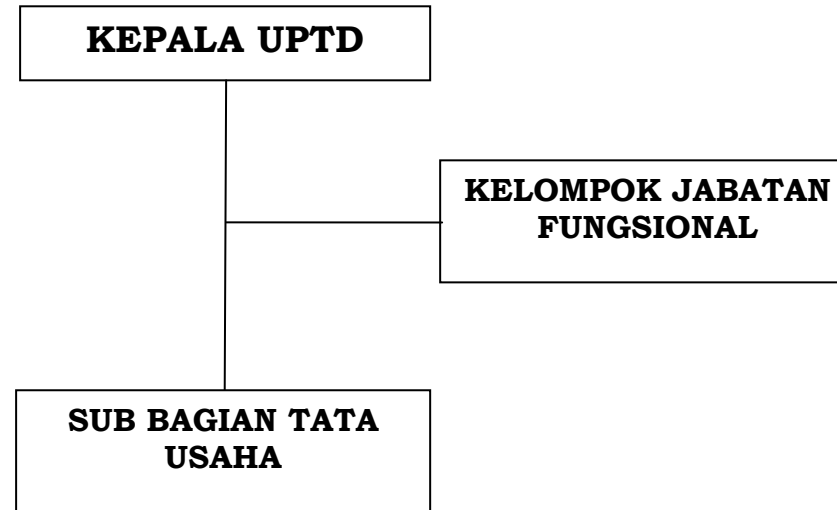 KEPALA UPTD
KELOMPOK JABATAN
FUNGSIONAL
SUB BAGIAN TATA
USAHA